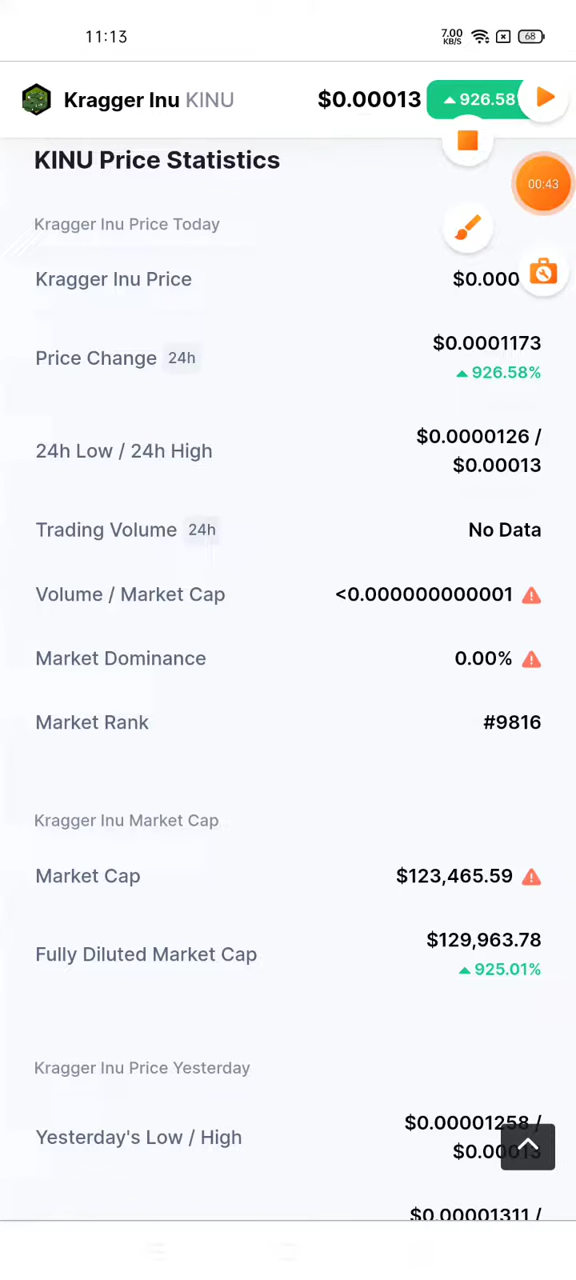 11:13
7.00
KB/S
68
Kragger Inu KINU
$0.00013
926.58
KINU Price Statistics
00:43
Kragger Inu Price Today
Kragger Inu Price
$0.000
Price Change 24h
$0.0001173
926.58%
24h Low / 24h High
$0.0000126 /
$0.00013
Trading Volume 24h
No Data
Volume / Market Cap
<0.000000000001
Market Dominance
0.00%
Market Rank
#9816
Kragger Inu Market Cap
Market Cap
$123,465.59
Fully Diluted Market Cap
$129,963.78
925.01%
Kragger Inu Price Yesterday
Yesterday's Low / High
$0.00001258 /
$0.00013
$0.00001311 /